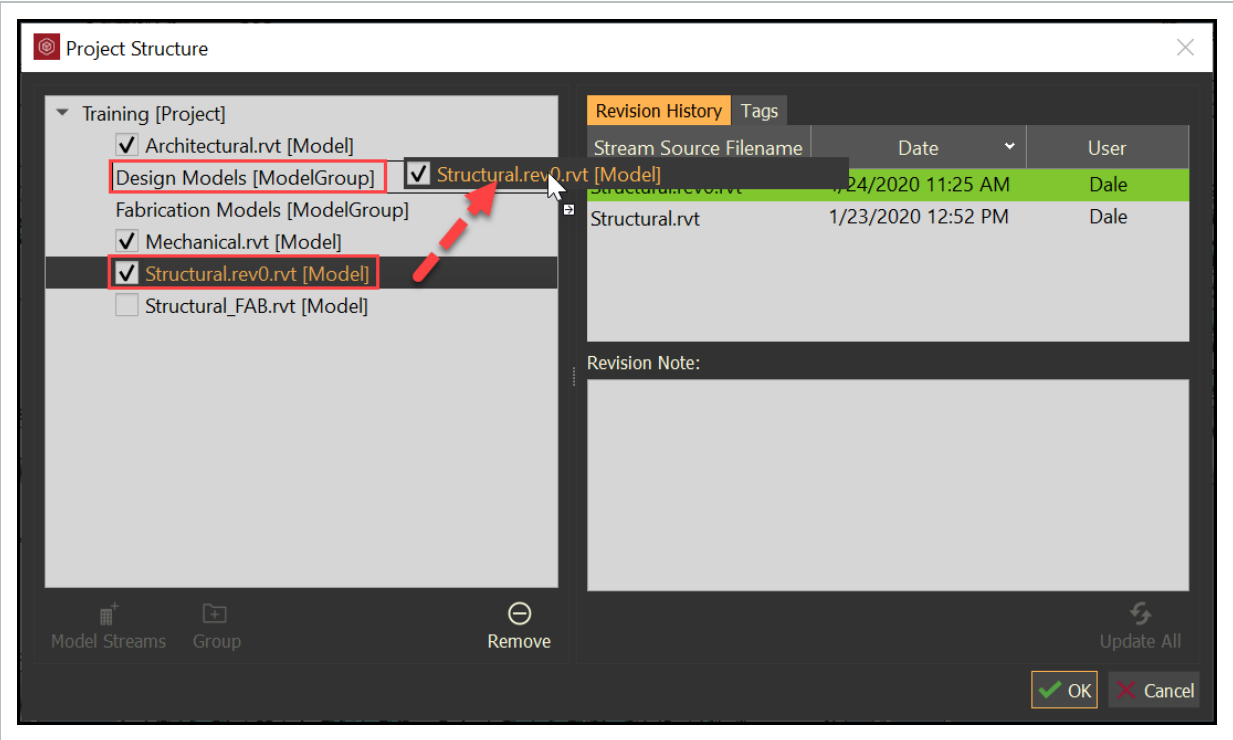 Project Structure
Training [Project]
Architectural.rvt [Model]
Design Models [ModelGroup]
Structural.rev0.rvt [Model]
Fabrication Models [ModelGroup]
Mechanical.rvt [Model]
Structural.rev0.rvt [Model]
Structural_FAB.rvt [Model]
Model Streams
Group
Remove
Revision History Tags
Stream Source Filename Date User
Structural.rev0.rvt 1/24/2020 11:25 AM Dale
Structural.rvt 1/23/2020 12:52 PM Dale
Revision Note:
Update All
OK Cancel